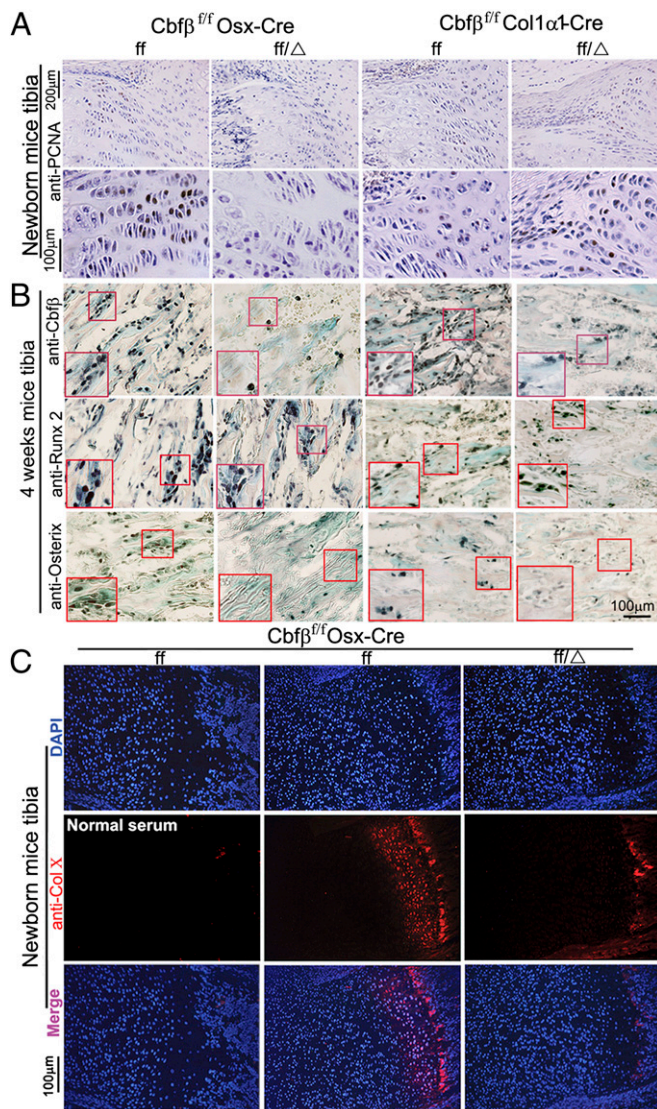 A
Cbfβ f/f Osx-Cre
Cbfβ f/f Col1α1-Cre
ff
ff/△
ff
ff/△
Newborn mice tibia
anti-PCNA
200μm
100μm
B
4 weeks mice tibia
anti-Cbfβ
anti-Runx 2
anti-Osterix
100μm
Cbfβ f/f Osx-Cre
C
ff
ff
ff/△
Newborn mice tibia
DAPI
Normal serum
anti-Col X
Merge
100μm